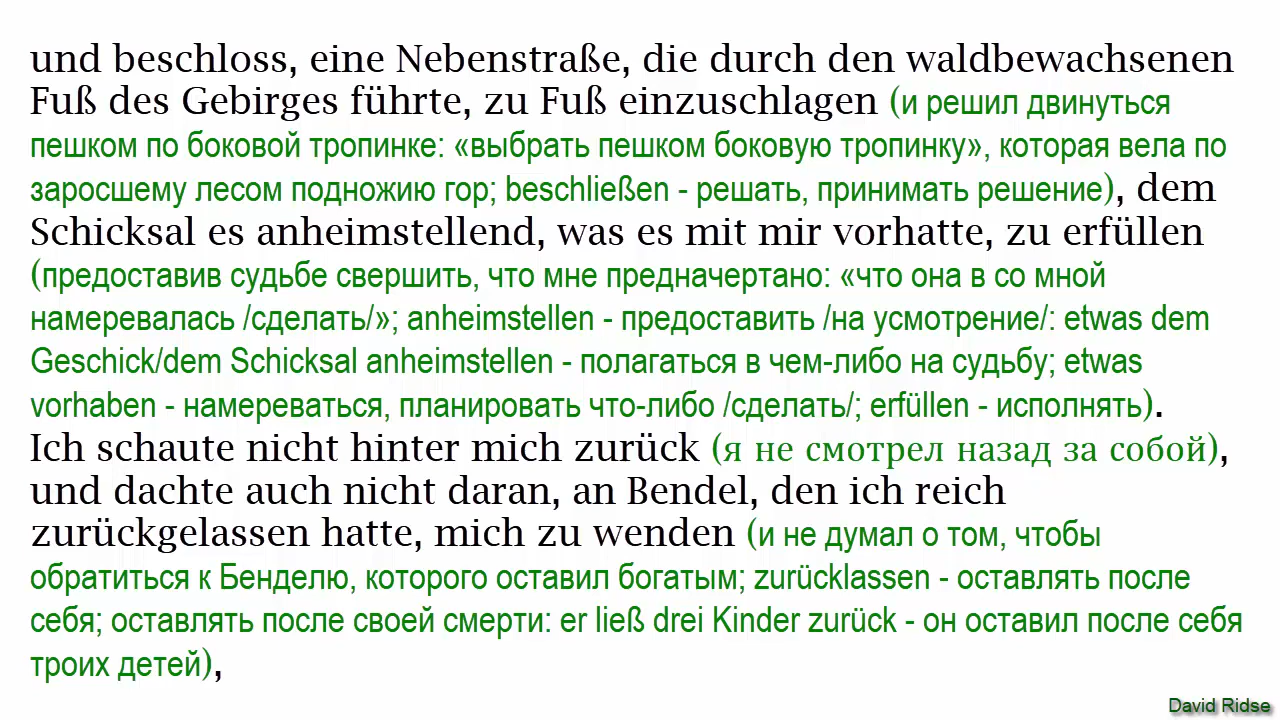 und beschloss, eine Nebenstraße, die durch den waldbewachsenen
Fuß des Gebirges führte, zu Fuß einzuschlagen (и решил двинуться
пешком по боковой тропинке: «выбрать пешком боковую тропинку», которая вела по
заросшему лесом подножию гор; beschließen - решать, принимать решение), dem
Schicksal es anheimstellend, was es mit mir vorhatte, zu erfüllen
(предоставив судьбе свершить, что мне предначертано: «что она в со мной
намеревалась /сделать/»; anheimstellen - предоставить /на усмотрение/: etwas dem
Geschick/dem Schicksal anheimstellen - полагаться в чем-либо на судьбу; etwas
vorhaben - намереваться, планировать что-либо /сделать/; erfüllen - исполнять).
Ich schaute nicht hinter mich zurück (я не смотрел назад за собой),
und dachte auch nicht daran, an Bendel, den ich reich
zurückgelassen hatte, mich zu wenden (и не думал о том, чтобы
обратиться к Бенделю, которого оставил богатым; zurücklassen - оставлять после
себя; оставлять после своей смерти: er ließ drei Kinder zurück - он оставил после себя
троих детей),
David Ridse